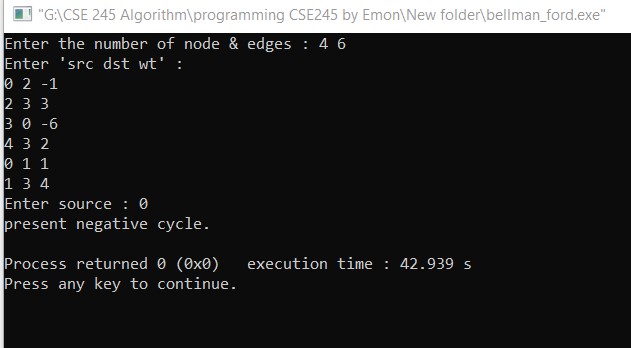 "G:\CSE 245 Algorithm\programming CSE245 by Emon\New folder\bellman_ford.exe"
Enter the number of node & edges : 4 6
Enter 'src dst wt' :
0 2 -1
2 3 3
3 0 -6
4 3 2
0 1 1
1 3 4
Enter source : 0
present negative cycle.
Process returned 0 (0x0)   execution time : 42.939 s
Press any key to continue.